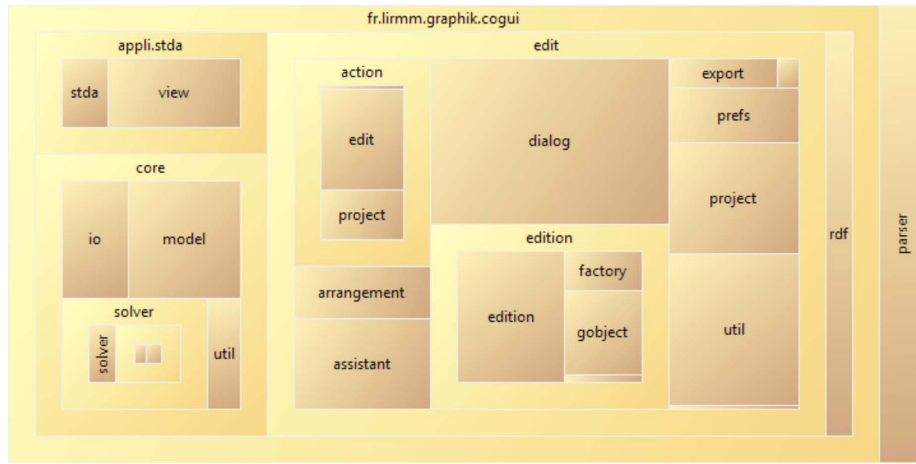 fr.lirmm.graphik.cogui
appli.stda
stda
view
core
io
model
solver
solver
util
edit
action
edit
project
arrangement
assistant
dialog
edition
edition
factory
gobject
export
prefs
project
util
rdf
parser